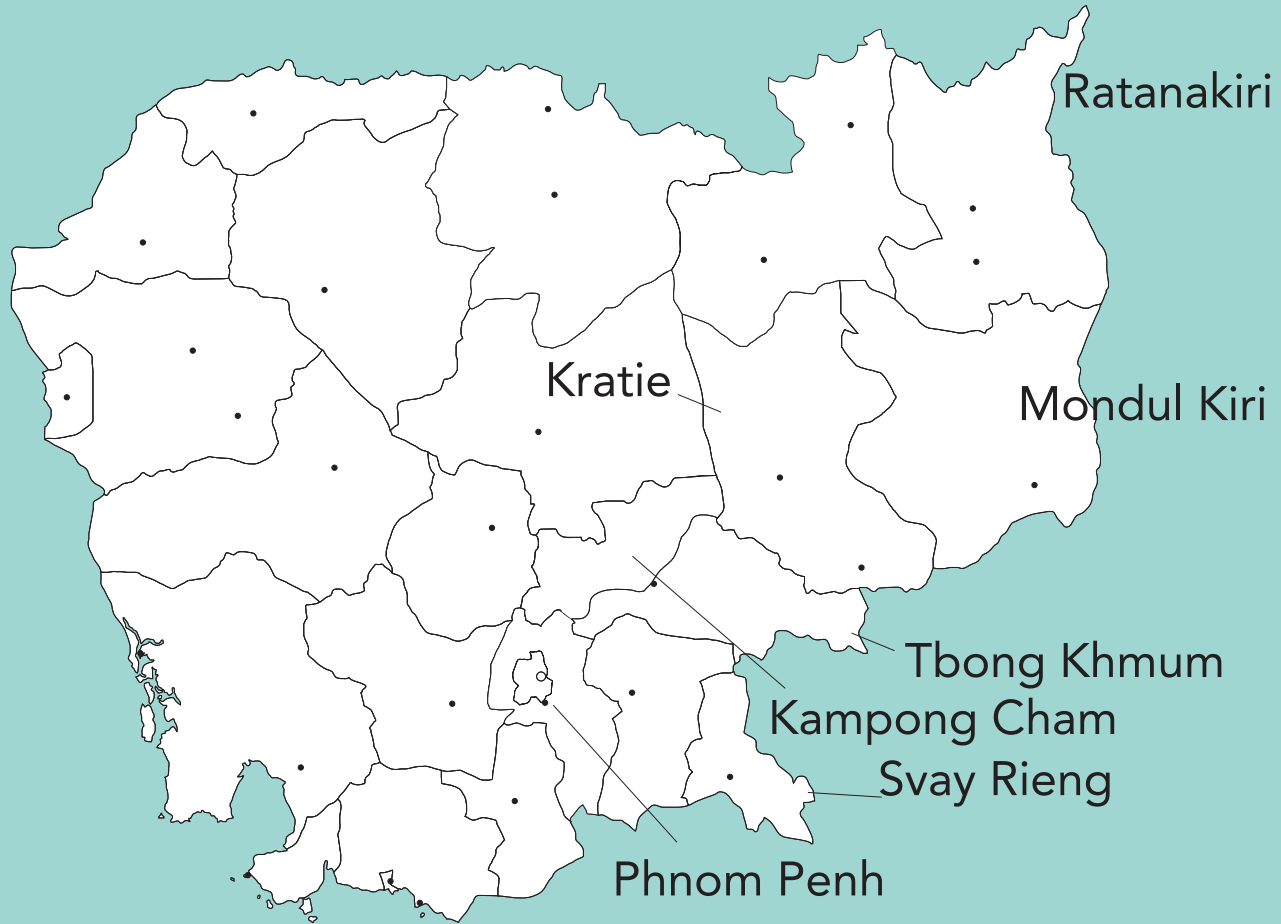 Ratanakiri
Kratie
Mondul Kiri
Tbong Khmum
Kampong Cham
Svay Rieng
Phnom Penh